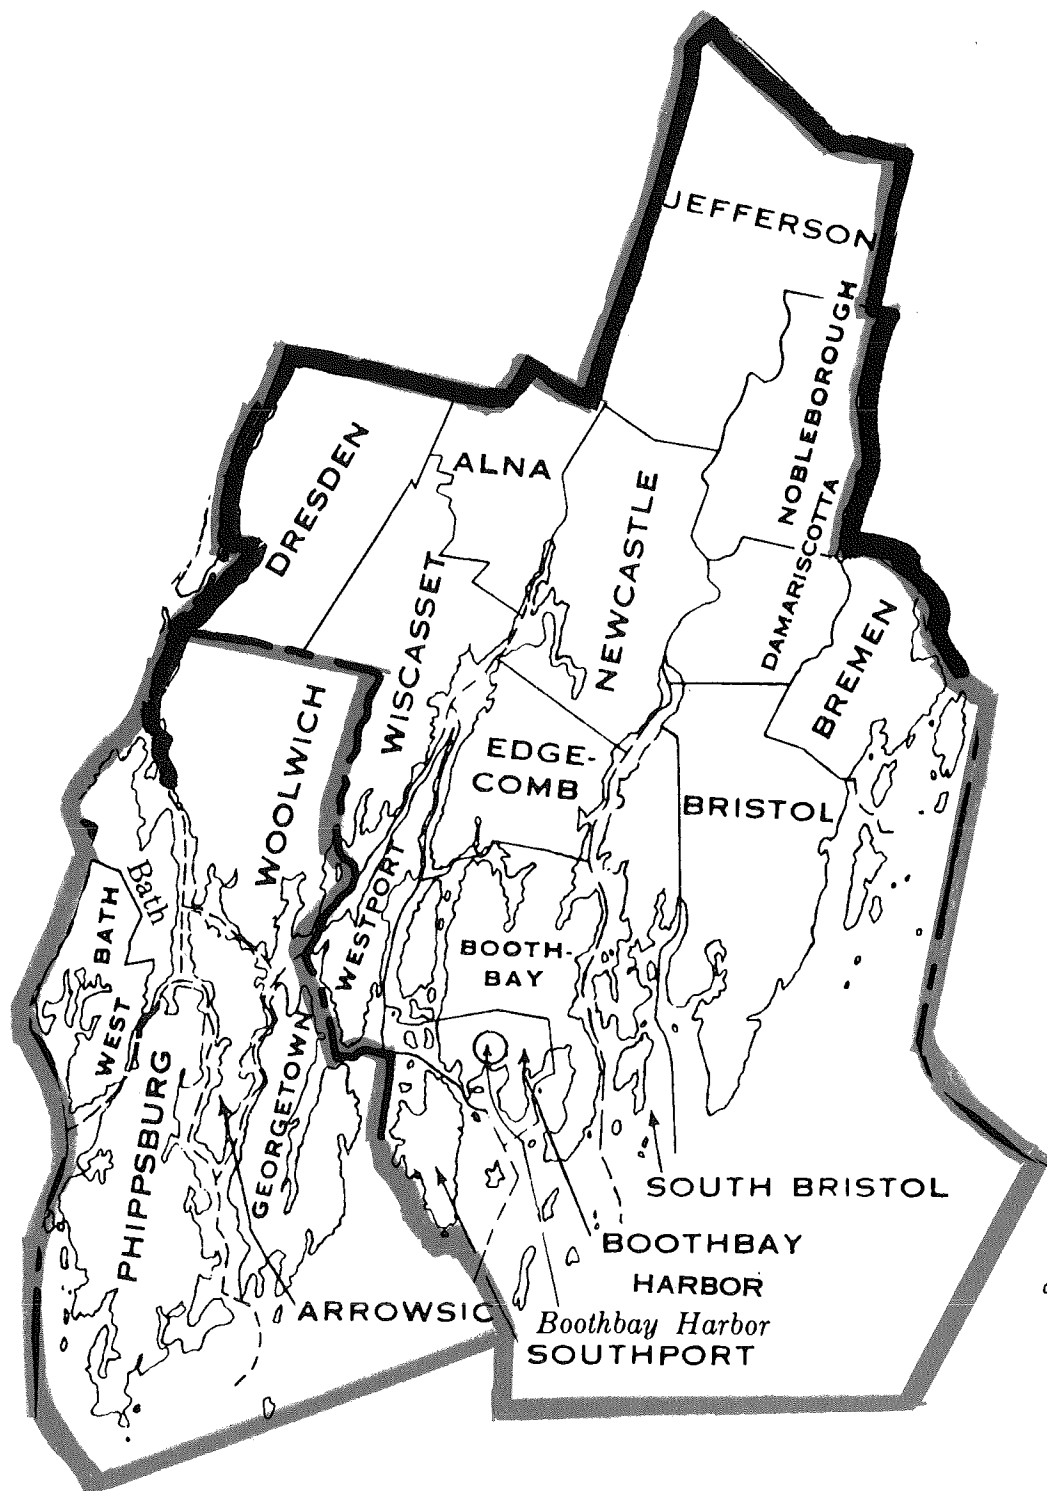 JEFFERSON
NOBLEBOROUGH
DRESDEN
ALNA
NEWCASTLE
DAMARISCOTTA
WISCASSET
BREMEN
WOOLWICH
EDGE-
COMB
BRISTOL
Bath
WEST BATH
WESTPORT
BOOTH-
BAY
PHIPPSBURG
GEORGETOWN
SOUTH BRISTOL
BOOTHBAY
HARBOR
ARROWSIC
Boothbay Harbor
SOUTHPORT